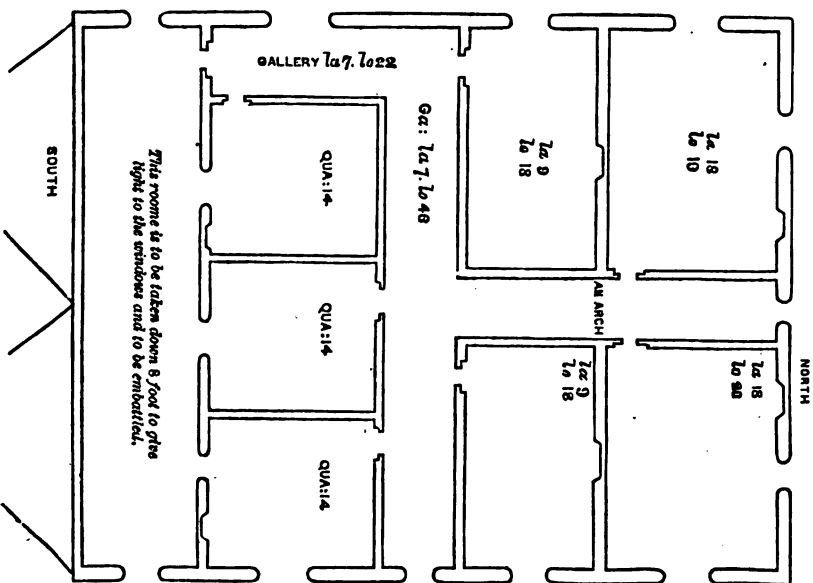 NORTH
la 18
lo 20
la 18
lo 10
AN ARCH
la 9
lo 18
la 9
lo 18
Ga: la 7. lo 46
GALLERY la 7. lo 22
QUA:14
QUA:14
QUA:14
This roome is to be taken down 8 foot to give
light to the windows and to be embattled.
SOUTH